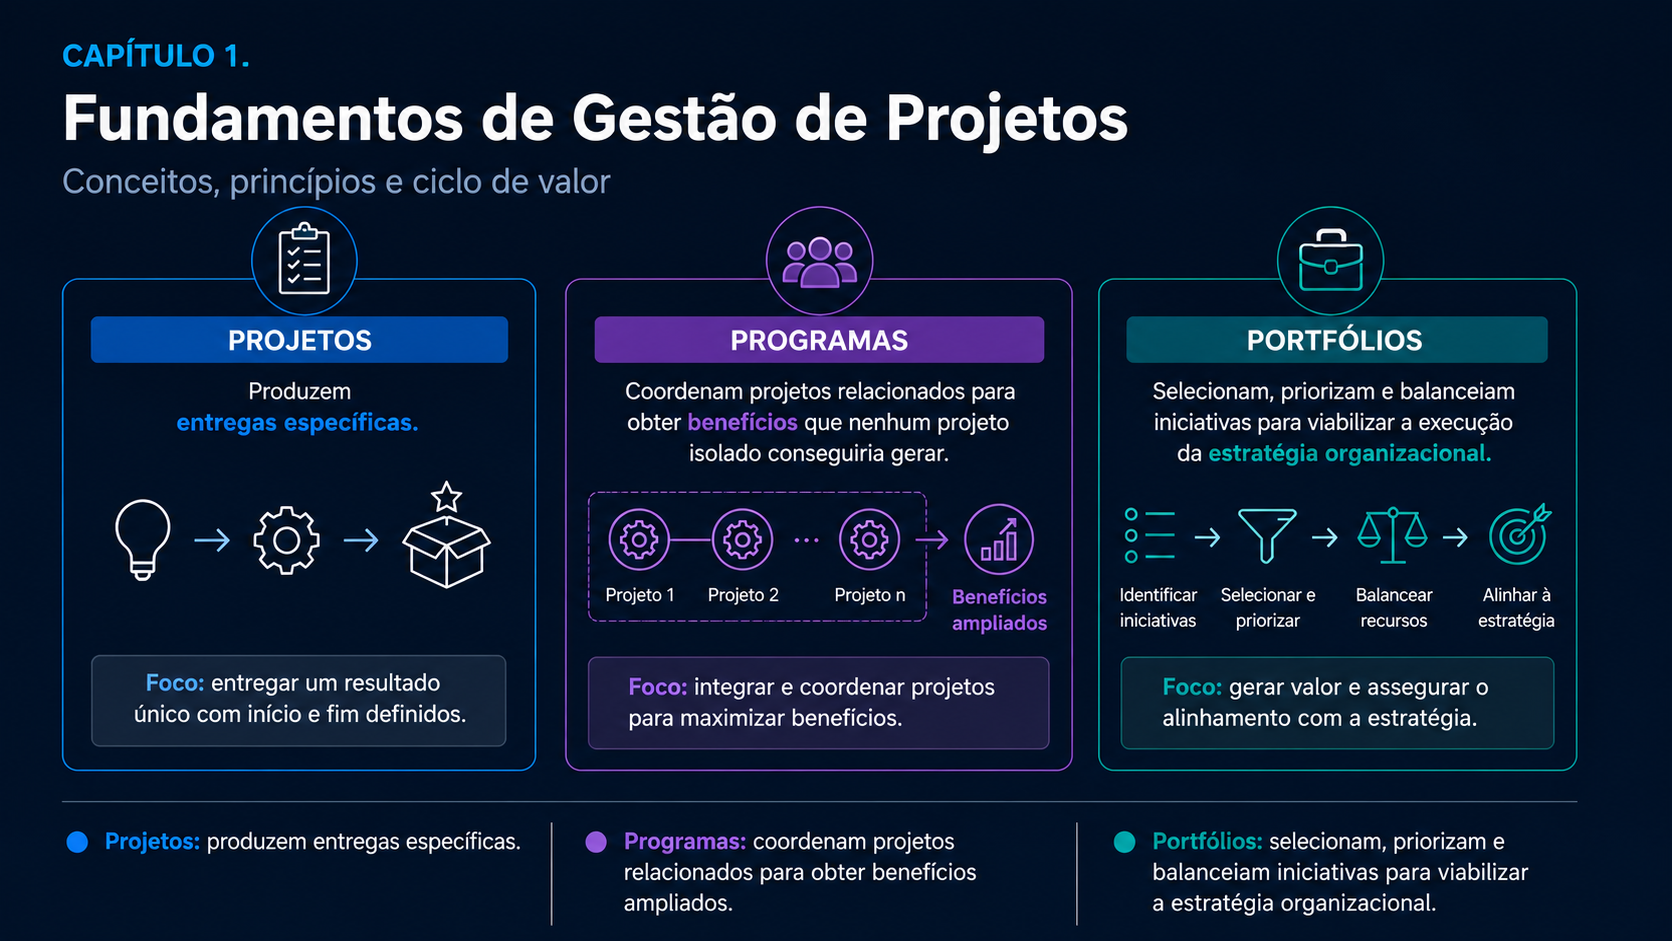 CAPÍTULO 1.
Fundamentos de Gestão de Projetos
Conceitos, princípios e ciclo de valor
PROJETOS
Produzem
entregas específicas.
Foco: entregar um resultado
único com início e fim definidos.
PROGRAMAS
Coordenam projetos relacionados para
obter benefícios que nenhum projeto
isolado conseguiria gerar.
Projeto 1
Projeto 2
...
Projeto n
Benefícios
ampliados
Foco: integrar e coordenar projetos
para maximizar benefícios.
PORTFÓLIOS
Selecionam, priorizam e balanceiam
iniciativas para viabilizar a execução
da estratégia organizacional.
Identificar
iniciativas
Selecionar e
priorizar
Balancear
recursos
Alinhar à
estratégia
Foco: gerar valor e assegurar o
alinhamento com a estratégia.
Projetos: produzem entregas específicas.
Programas: coordenam projetos
relacionados para obter benefícios
ampliados.
Portfólios: selecionam, priorizam e
balanceiam iniciativas para viabilizar
a estratégia organizacional.